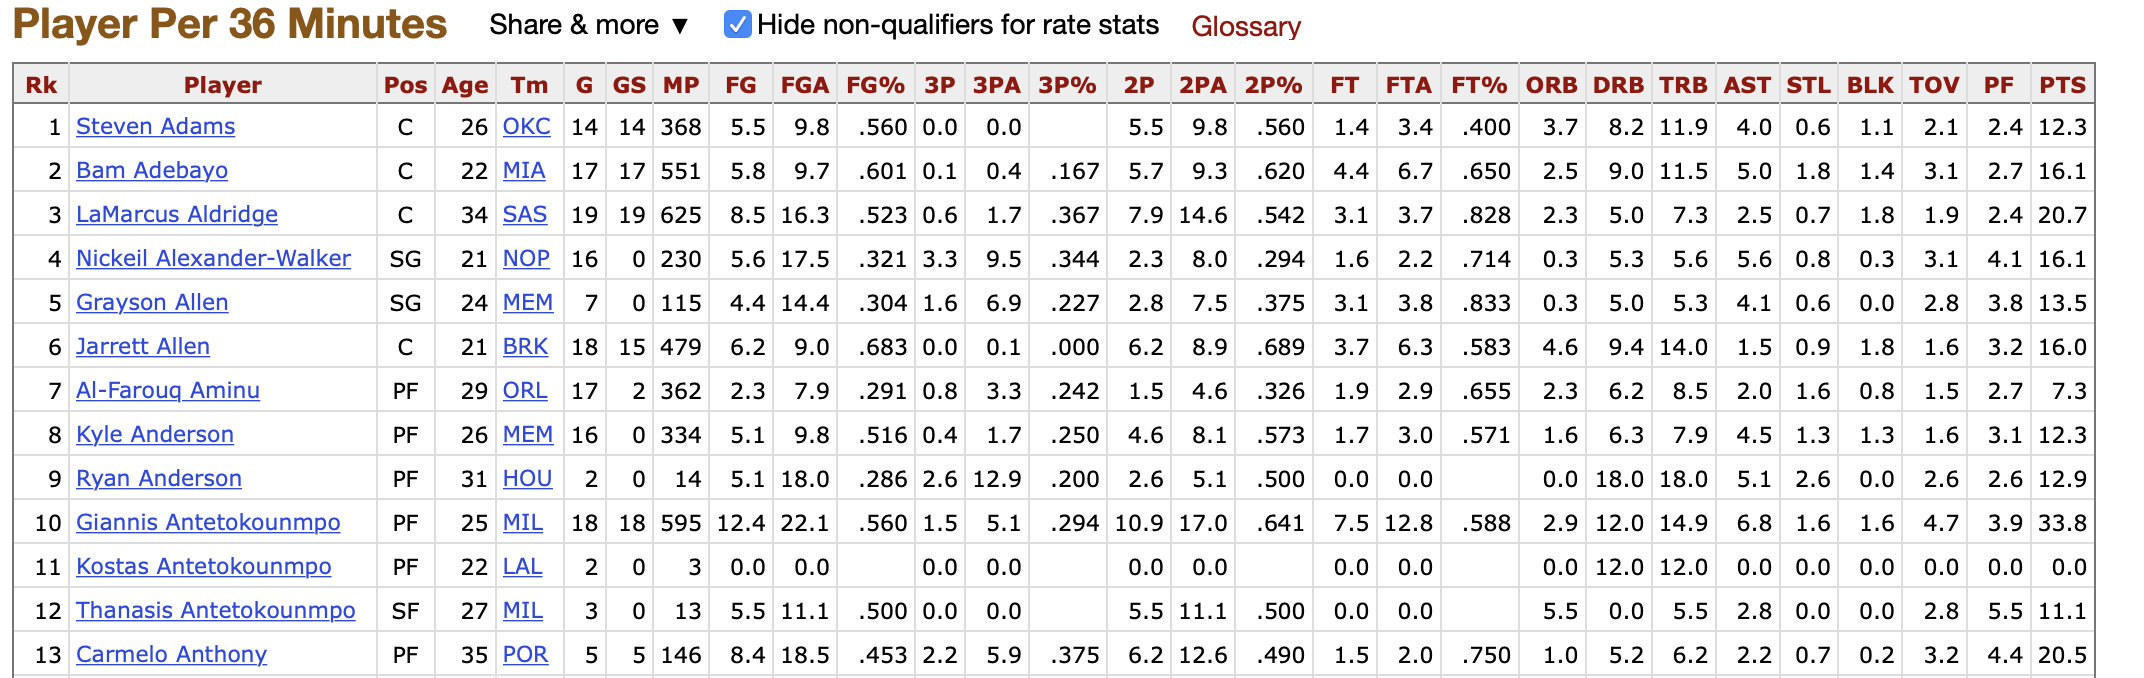 Player Per 36 Minutes Share & more ▼ Hide non-qualifiers for rate stats Glossary
Rk Player Pos Age Tm G GS MP FG FGA FG% 3P 3PA 3P% 2P 2PA 2P% FT FTA FT% ORB DRB TRB AST STL BLK TOV PF PTS
1 Steven Adams C 26 OKC 14 14 368 5.5 9.8 .560 0.0 0.0 5.5 9.8 .560 1.4 3.4 .400 3.7 8.2 11.9 4.0 0.6 1.1 2.1 2.4 12.3
2 Bam Adebayo C 22 MIA 17 17 551 5.8 9.7 .601 0.1 0.4 .167 5.7 9.3 .620 4.4 6.7 .650 2.5 9.0 11.5 5.0 1.8 1.4 3.1 2.7 16.1
3 LaMarcus Aldridge C 34 SAS 19 19 625 8.5 16.3 .523 0.6 1.7 .367 7.9 14.6 .542 3.1 3.7 .828 2.3 5.0 7.3 2.5 0.7 1.8 1.9 2.4 20.7
4 Nickeil Alexander-Walker SG 21 NOP 16 0 230 5.6 17.5 .321 3.3 9.5 .344 2.3 8.0 .294 1.6 2.2 .714 0.3 5.3 5.6 5.6 0.8 0.3 3.1 4.1 16.1
5 Grayson Allen SG 24 MEM 7 0 115 4.4 14.4 .304 1.6 6.9 .227 2.8 7.5 .375 3.1 3.8 .833 0.3 5.0 5.3 4.1 0.6 0.0 2.8 3.8 13.5
6 Jarrett Allen C 21 BRK 18 15 479 6.2 9.0 .683 0.0 0.1 .000 6.2 8.9 .689 3.7 6.3 .583 4.6 9.4 14.0 1.5 0.9 1.8 1.6 3.2 16.0
7 Al-Farouq Aminu PF 29 ORL 17 2 362 2.3 7.9 .291 0.8 3.3 .242 1.5 4.6 .326 1.9 2.9 .655 2.3 6.2 8.5 2.0 1.6 0.8 1.5 2.7 7.3
8 Kyle Anderson PF 26 MEM 16 0 334 5.1 9.8 .516 0.4 1.7 .250 4.6 8.1 .573 1.7 3.0 .571 1.6 6.3 7.9 4.5 1.3 1.3 1.6 3.1 12.3
9 Ryan Anderson PF 31 HOU 2 0 14 5.1 18.0 .286 2.6 12.9 .200 2.6 5.1 .500 0.0 0.0 0.0 18.0 18.0 5.1 2.6 0.0 2.6 2.6 12.9
10 Giannis Antetokounmpo PF 25 MIL 18 18 595 12.4 22.1 .560 1.5 5.1 .294 10.9 17.0 .641 7.5 12.8 .588 2.9 12.0 14.9 6.8 1.6 1.6 4.7 3.9 33.8
11 Kostas Antetokounmpo PF 22 LAL 2 0 3 0.0 0.0 0.0 0.0 0.0 0.0 0.0 0.0 0.0 12.0 12.0 0.0 0.0 0.0 0.0 0.0 0.0
12 Thanasis Antetokounmpo SF 27 MIL 3 0 13 5.5 11.1 .500 0.0 0.0 5.5 11.1 .500 0.0 0.0 5.5 0.0 5.5 2.8 0.0 0.0 2.8 5.5 11.1
13 Carmelo Anthony PF 35 POR 5 5 146 8.4 18.5 .453 2.2 5.9 .375 6.2 12.6 .490 1.5 2.0 .750 1.0 5.2 6.2 2.2 0.7 0.2 3.2 4.4 20.5